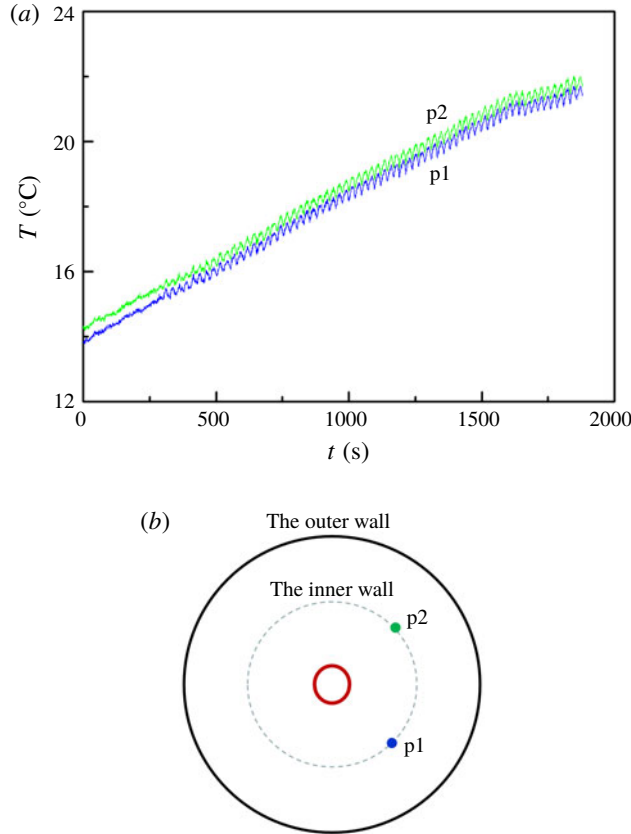 (a)
24
20
16
12
T (°C)
p2
p1
0
500
1000
1500
2000
t (s)
(b)
The outer wall
The inner wall
p2
p1